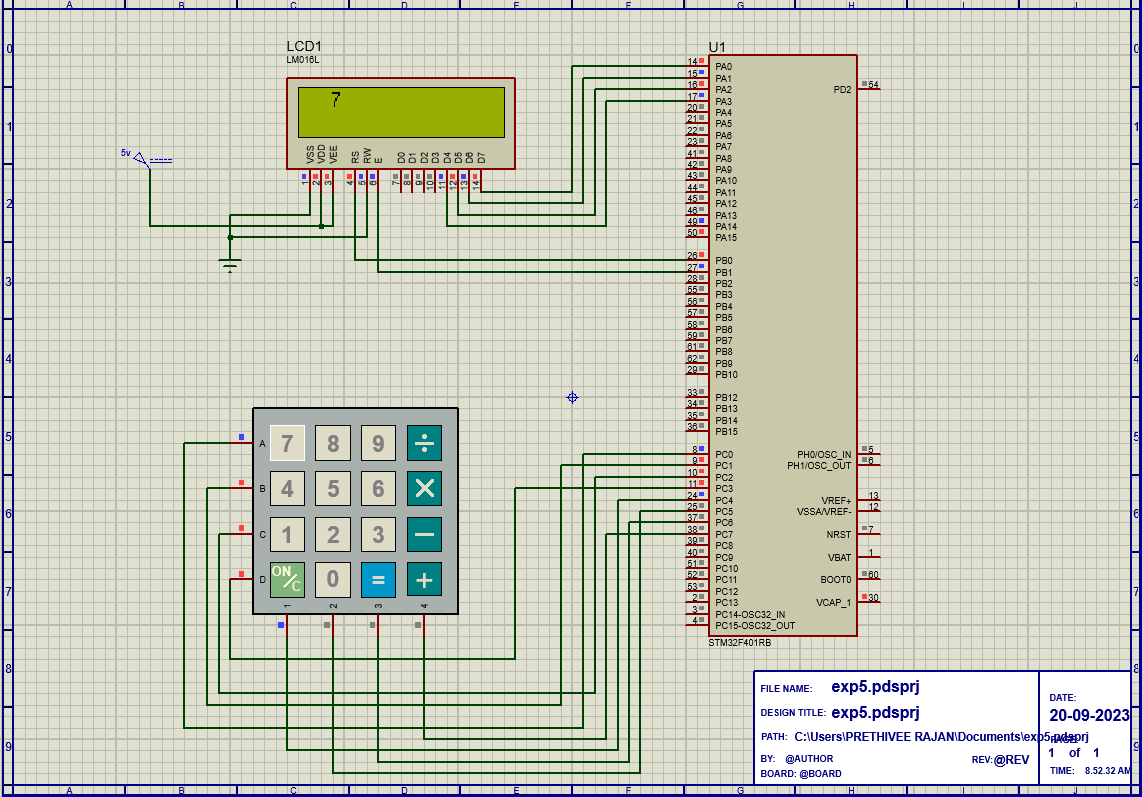 A B C D E F G H I J
LCD1
LM016L
7
VSS VDD VEE RS RW E D0 D1 D2 D3 D4 D5 D6 D7
1 2 3 4 5 6 7 8 9 10 11 12 13 14
5v
U1
14 PA0
15 PA1
16 PA2
17 PA3
20 PA4
21 PA5
22 PA6
23 PA7
41 PA8
42 PA9
43 PA10
44 PA11
45 PA12
46 PA13
49 PA14
50 PA15
26 PB0
27 PB1
28 PB2
55 PB3
56 PB4
57 PB5
58 PB6
59 PB7
61 PB8
62 PB9
29 PB10
33 PB12
34 PB13
35 PB14
36 PB15
8 PC0
9 PC1
10 PC2
11 PC3
24 PC4
25 PC5
37 PC6
38 PC7
39 PC8
40 PC9
51 PC10
52 PC11
53 PC12
2 PC13
3 PC14-OSC32_IN
4 PC15-OSC32_OUT
PD2 54
PH0/OSC_IN 5
PH1/OSC_OUT 6
VREF+ 13
VSSA/VREF- 12
NRST 7
VBAT 1
BOOT0 60
VCAP_1 30
STM32F401RB
A 7 8 9 ÷
B 4 5 6 ×
C 1 2 3 −
D ON/C 0 = +
1 2 3 4
0
1
2
3
4
5
6
7
8
9
0
1
2
3
4
5
6
7
8
9
FILE NAME: exp5.pdsprj
DESIGN TITLE: exp5.pdsprj
PATH: C:\Users\PRETHIVEE RAJAN\Documents\exp5.pdsprj
BY: @AUTHOR REV:@REV
BOARD: @BOARD
DATE:
20-09-2023
PAGE:
1 of 1
TIME: 8.52.32 AM
A B C D E F G H I J